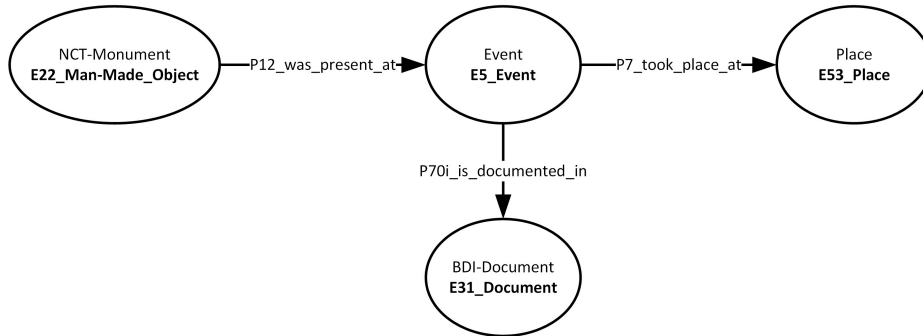 NCT-Monument
E22_Man-Made_Object
P12_was_present_at
Event
E5_Event
P7_took_place_at
Place
E53_Place
P70i_is_documented_in
BDI-Document
E31_Document